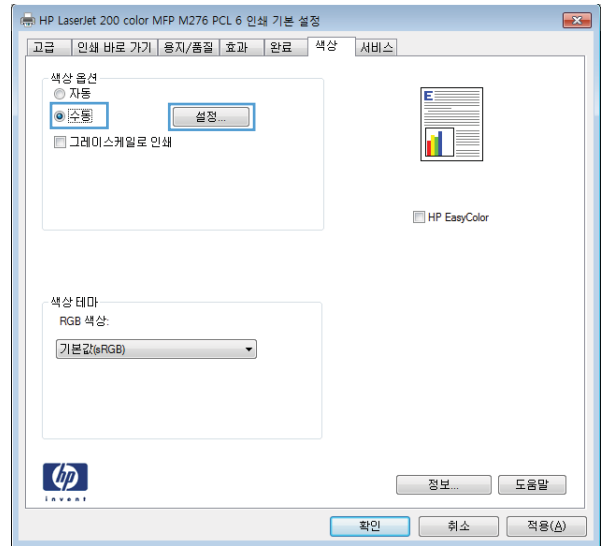 HP LaserJet 200 color MFP M276 PCL 6 인쇄 기본 설정
고급 인쇄 바로 가기 용지/품질 효과 완료 색상 서비스
색상 옵션
자동
수동 설정...
그레이스케일로 인쇄
E
HP EasyColor
색상 테마
RGB 색상:
기본값(sRGB)
hp
invent
정보... 도움말
확인 취소 적용(A)